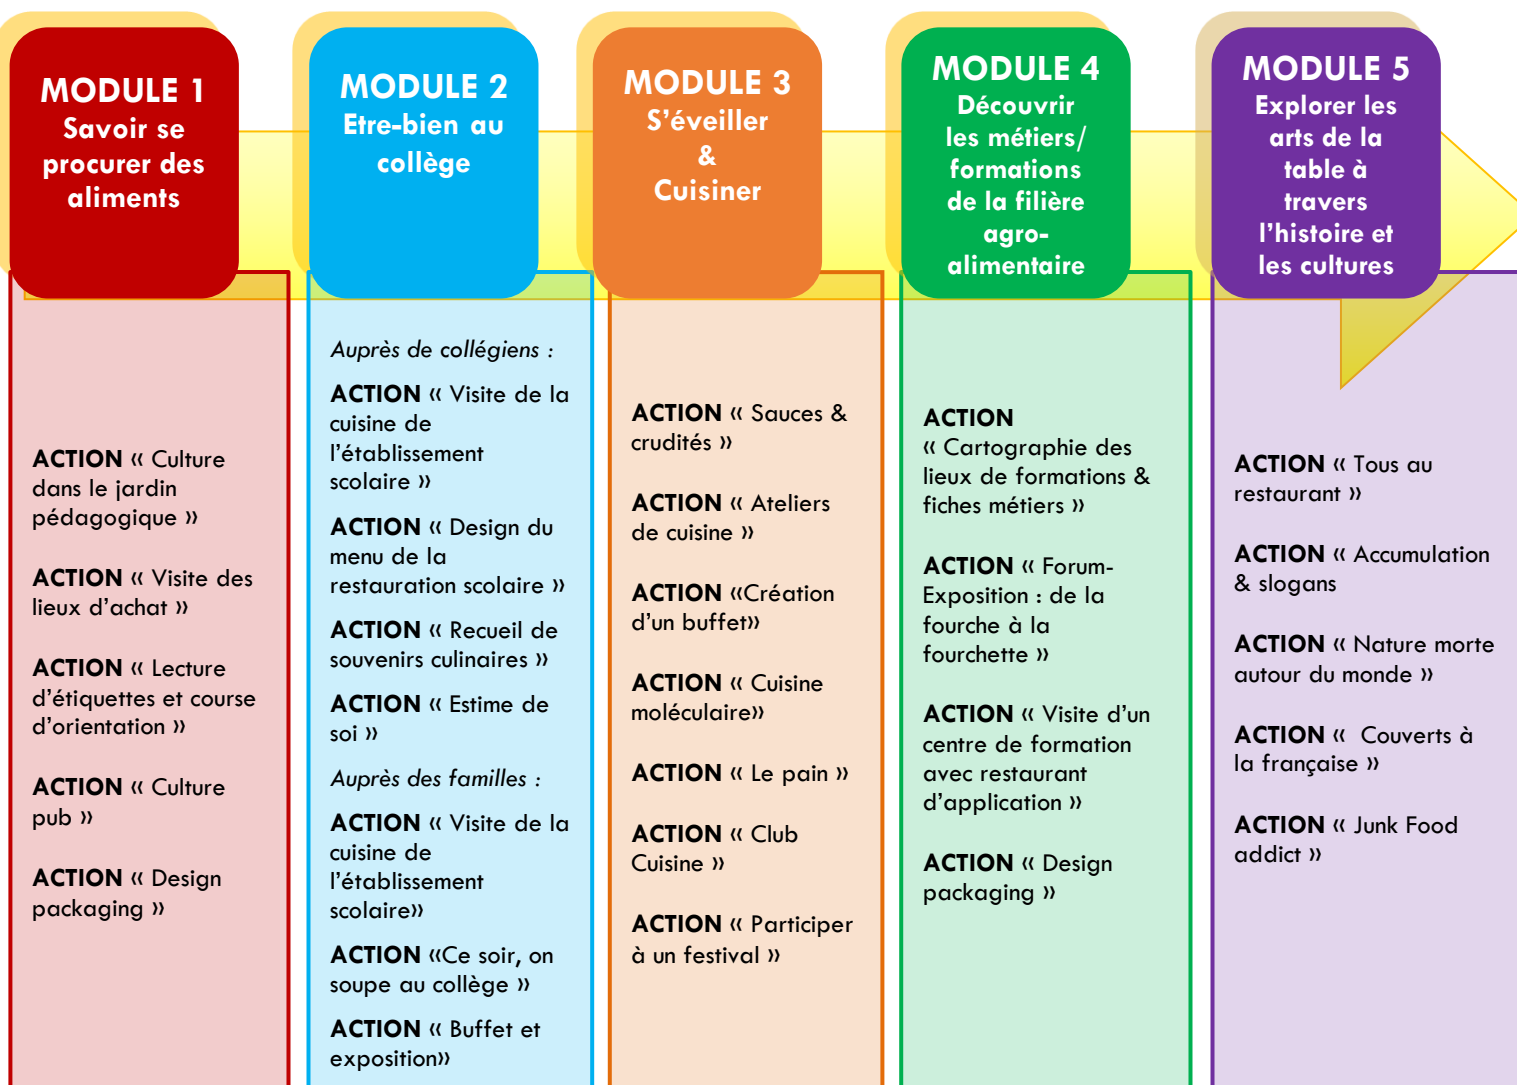 MODULE 1
Savoir se
procurer des
aliments
ACTION « Culture
dans le jardin
pédagogique »
ACTION « Visite des
lieux d'achat »
ACTION « Lecture
d'étiquettes et course
d'orientation »
ACTION « Culture
pub »
ACTION « Design
packaging »
MODULE 2
Etre-bien au
collège
Auprès de collégiens :
ACTION « Visite de la
cuisine de
l'établissement
scolaire »
ACTION « Design du
menu de la
restauration scolaire »
ACTION « Recueil de
souvenirs culinaires »
ACTION « Estime de
soi »
Auprès des familles :
ACTION « Visite de la
cuisine de
l'établissement
scolaire»
ACTION «Ce soir, on
soupe au collège »
ACTION « Buffet et
exposition»
MODULE 3
S'éveiller
&
Cuisiner
ACTION « Sauces &
crudités »
ACTION « Ateliers
de cuisine »
ACTION «Création
d'un buffet»
ACTION « Cuisine
moléculaire»
ACTION « Le pain »
ACTION « Club
Cuisine »
ACTION « Participer
à un festival »
MODULE 4
Découvrir
les métiers/
formations
de la filière
agro-
alimentaire
ACTION
« Cartographie des
lieux de formations &
fiches métiers »
ACTION « Forum-
Exposition : de la
fourche à la
fourchette »
ACTION « Visite d'un
centre de formation
avec restaurant
d'application »
ACTION « Design
packaging »
MODULE 5
Explorer les
arts de la
table à
travers
l'histoire et
les cultures
ACTION « Tous au
restaurant »
ACTION « Accumulation
& slogans
ACTION « Nature morte
autour du monde »
ACTION «  Couverts à
la française »
ACTION « Junk Food
addict »